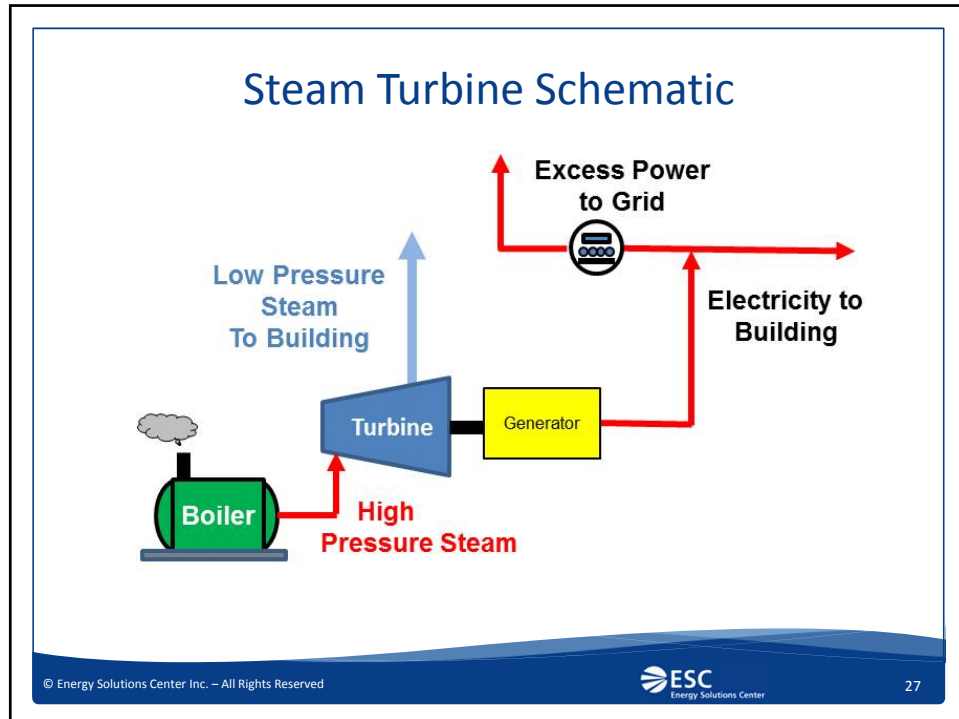 Steam Turbine Schematic
Excess Power
to Grid
Low Pressure
Steam
To Building
Electricity to
Building
Turbine
Generator
Boiler
High
Pressure Steam
© Energy Solutions Center Inc. – All Rights Reserved
ESC
Energy Solutions Center
27